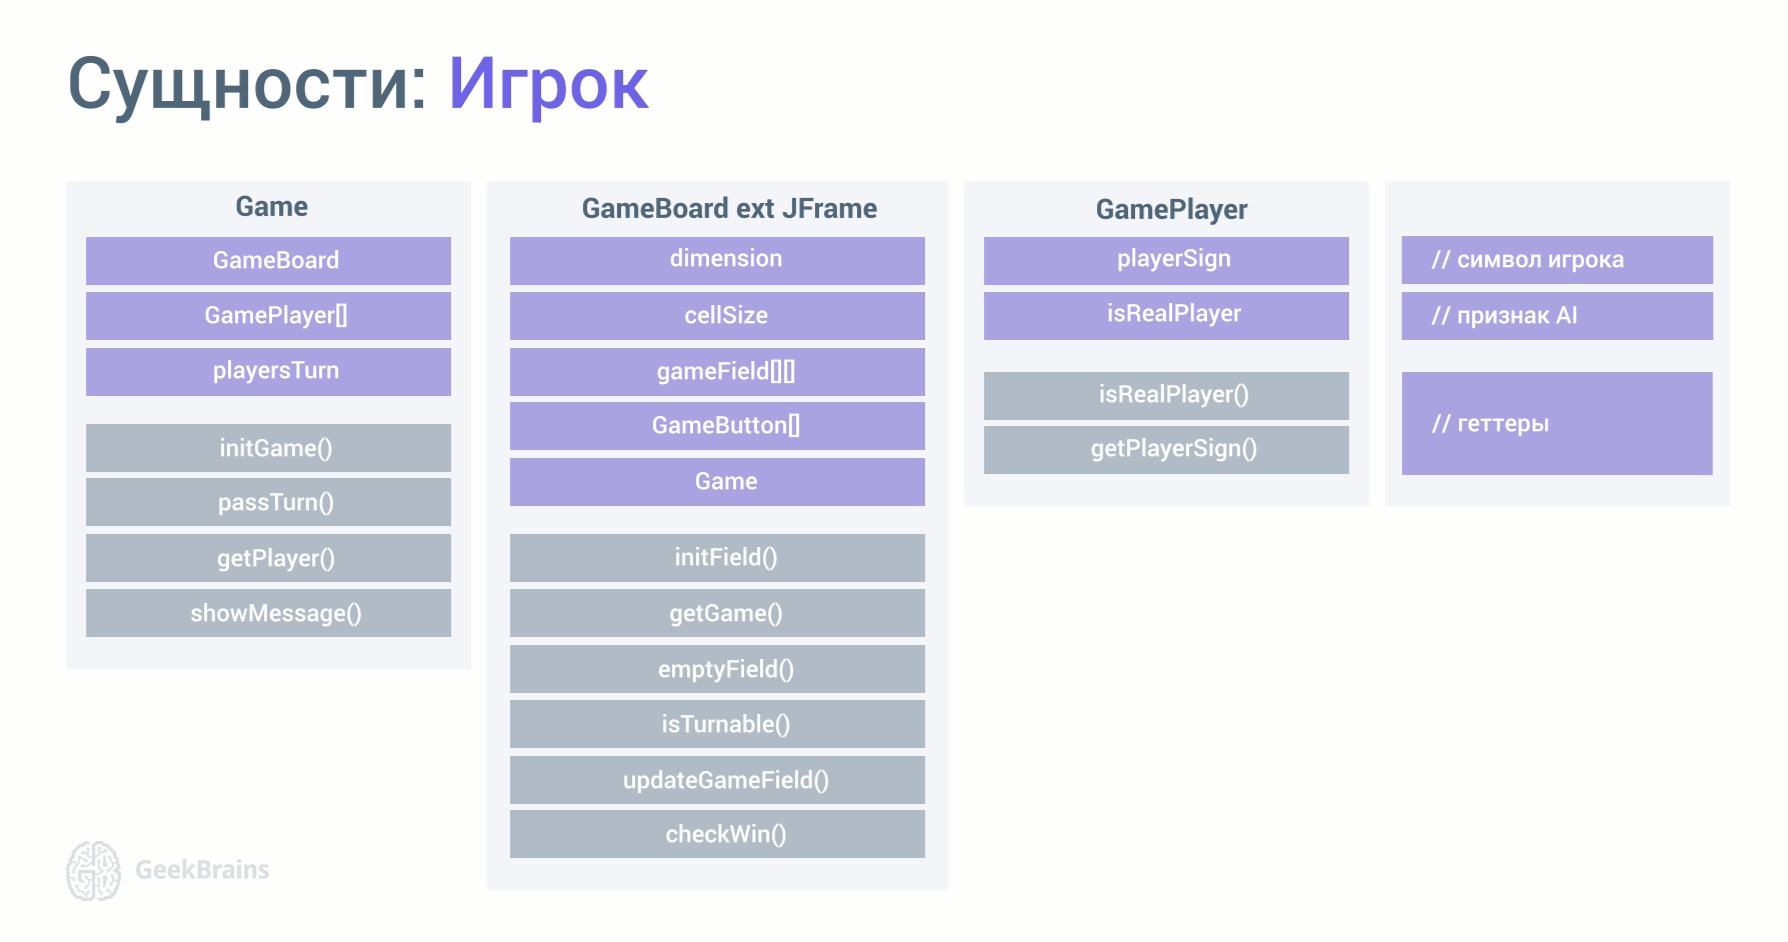 Сущности: Игрок
Game
GameBoard
GamePlayer[]
playersTurn
initGame()
passTurn()
getPlayer()
showMessage()
GameBoard ext JFrame
dimension
cellSize
gameField[][]
GameButton[]
Game
initField()
getGame()
emptyField()
isTurnable()
updateGameField()
checkWin()
GamePlayer
playerSign
isRealPlayer
isRealPlayer()
getPlayerSign()
// символ игрока
// признак AI
// геттеры
GeekBrains